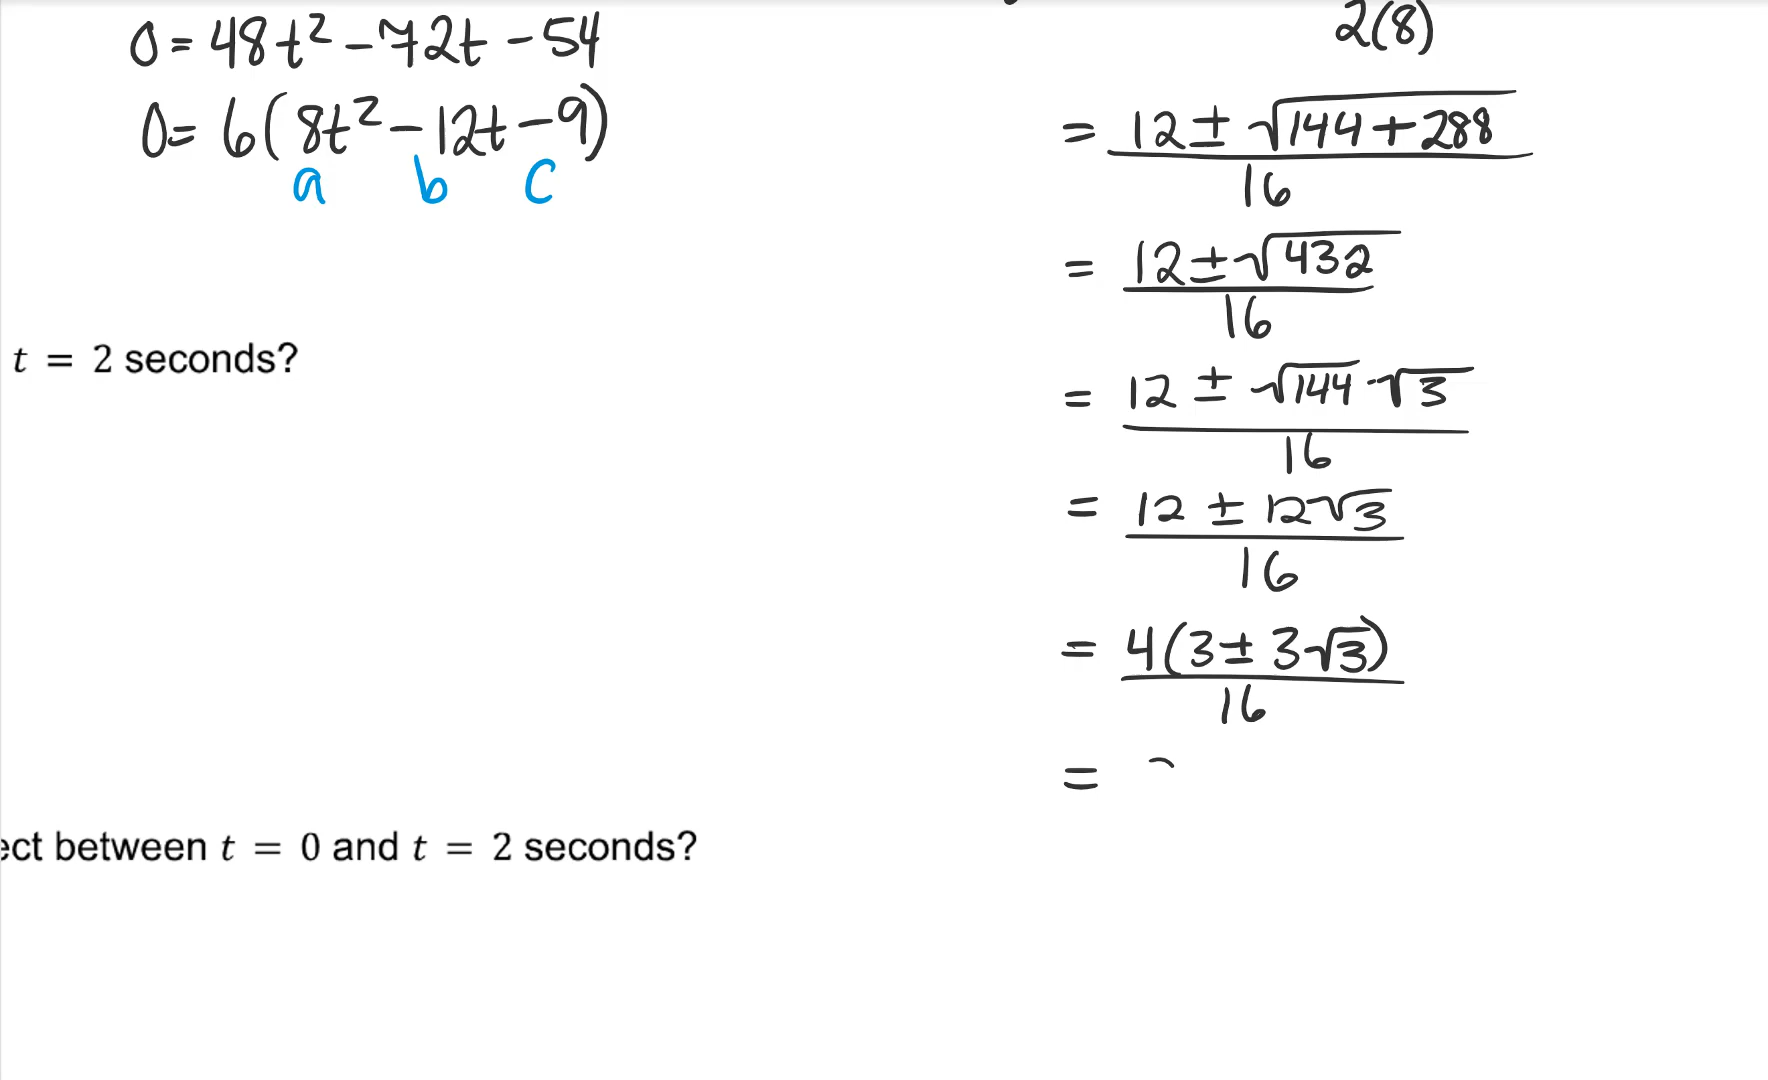 0 = 48t² - 72t - 54
0 = 6(8t² - 12t - 9)
a b c
t = 2 seconds?
ect between t = 0 and t = 2 seconds?
2(8)
= 12 ± √144 + 288
16
= 12 ± √432
16
= 12 ± √144 · √3
16
= 12 ± 12√3
16
= 4(3 ± 3√3)
16
=